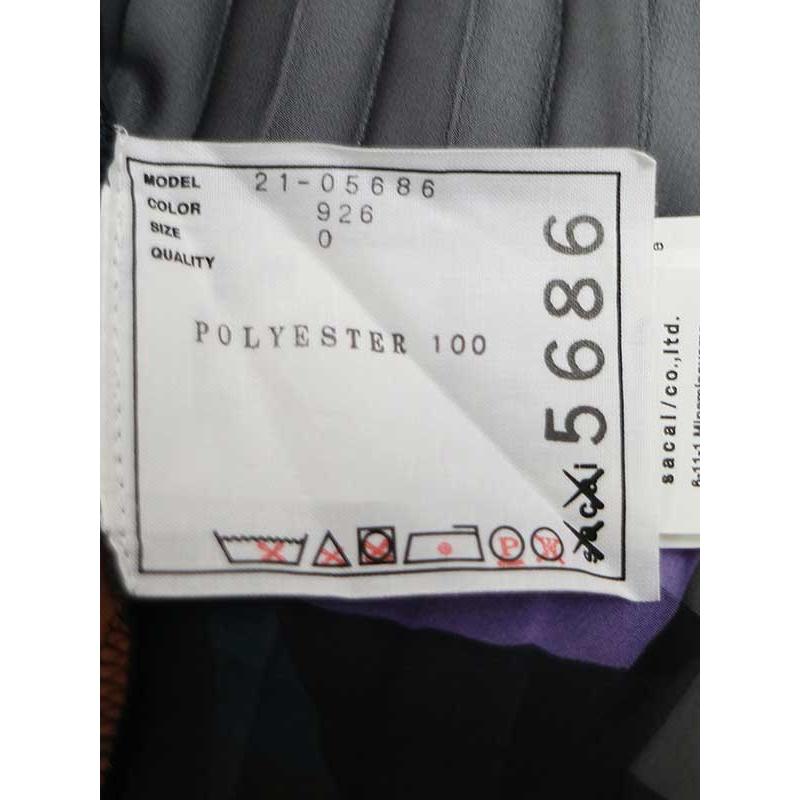 MODEL 21-05686
COLOR 926
SIZE 0
QUALITY
POLYESTER 100
P
W
sacai 5686
e
sacai/co.,ltd.